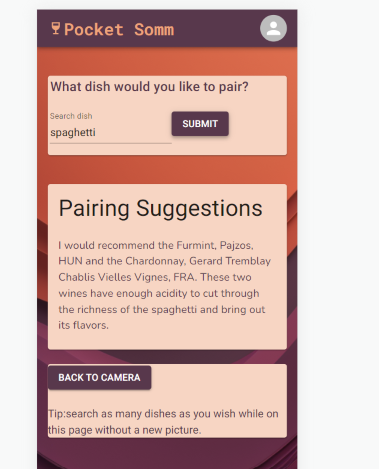 Pocket Somm
What dish would you like to pair?
Search dish
spaghetti
SUBMIT
Pairing Suggestions
I would recommend the Furmint, Pajzos,
HUN and the Chardonnay, Gerard Tremblay
Chablis Vielles Vignes, FRA. These two
wines have enough acidity to cut through
the richness of the spaghetti and bring out
its flavors.
BACK TO CAMERA
Tip:search as many dishes as you wish while on
this page without a new picture.